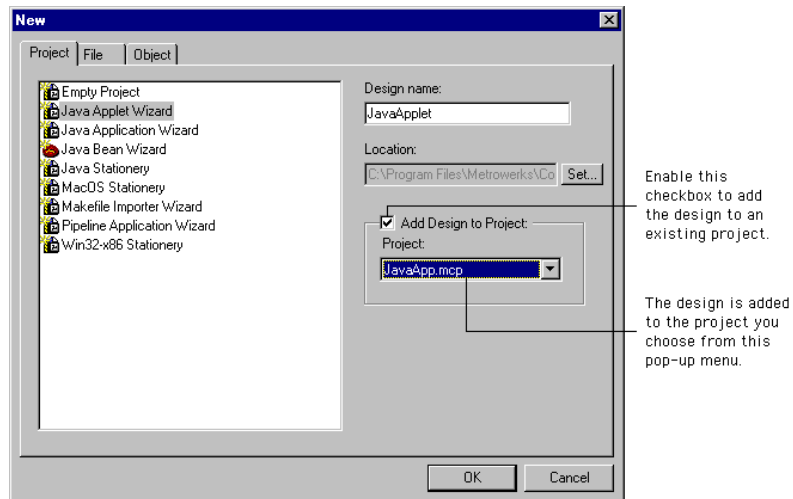 New
Project File Object
Empty Project
Java Applet Wizard
Java Application Wizard
Java Bean Wizard
Java Stationery
MacOS Stationery
Makefile Importer Wizard
Pipeline Application Wizard
Win32-x86 Stationery
Design name:
JavaApplet
Location:
C:\Program Files\Metrowerks\Co
Set...
Add Design to Project:
Project:
JavaApp.mcp
OK Cancel
Enable this
checkbox to add
the design to an
existing project.
The design is added
to the project you
choose from this
pop-up menu.